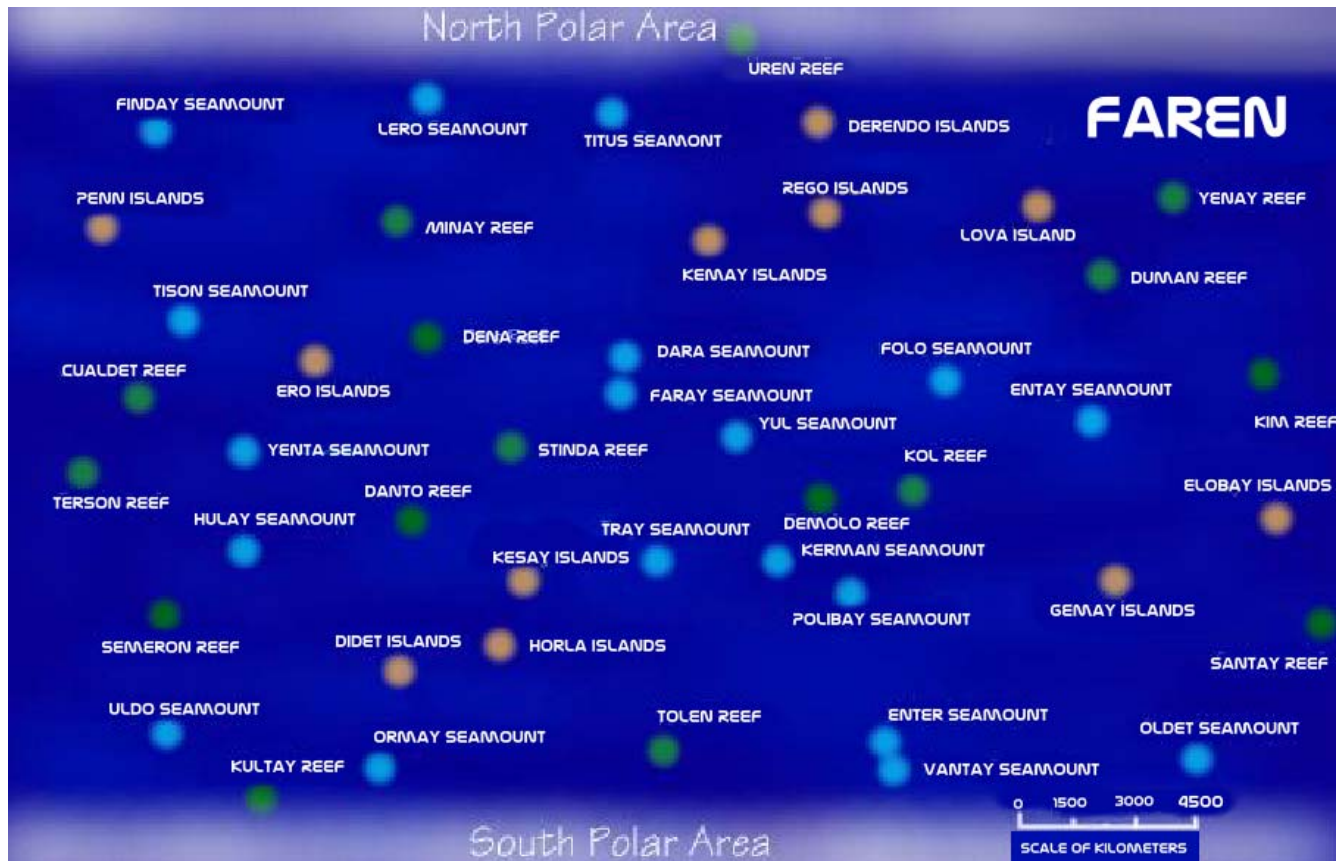 North Polar Area
UREN REEF
FINDAY SEAMOUNT
LERO SEAMOUNT
TITUS SEAMONT
DERENDO ISLANDS
FAREN
PENN ISLANDS
MINAY REEF
REGO ISLANDS
KEMAY ISLANDS
LOVA ISLAND
YENAY REEF
DUMAN REEF
TISON SEAMOUNT
DENA REEF
CUALDET REEF
ERO ISLANDS
DARA SEAMOUNT
FARAY SEAMOUNT
FOLO SEAMOUNT
ENTAY SEAMOUNT
KIM REEF
YUL SEAMOUNT
YENTA SEAMOUNT
STINDA REEF
KOL REEF
TERSON REEF
DANTO REEF
ELOBAY ISLANDS
HULAY SEAMOUNT
TRAY SEAMOUNT
DEMOLO REEF
KESAY ISLANDS
KERMAN SEAMOUNT
GEMAY ISLANDS
POLIBAY SEAMOUNT
SEMERON REEF
DIDET ISLANDS
HORLA ISLANDS
SANTAY REEF
ULDO SEAMOUNT
ORMAY SEAMOUNT
TOLEN REEF
ENTER SEAMOUNT
OLDET SEAMOUNT
KULTAY REEF
VANTAY SEAMOUNT
0 1500 3000 4500
SCALE OF KILOMETERS
South Polar Area